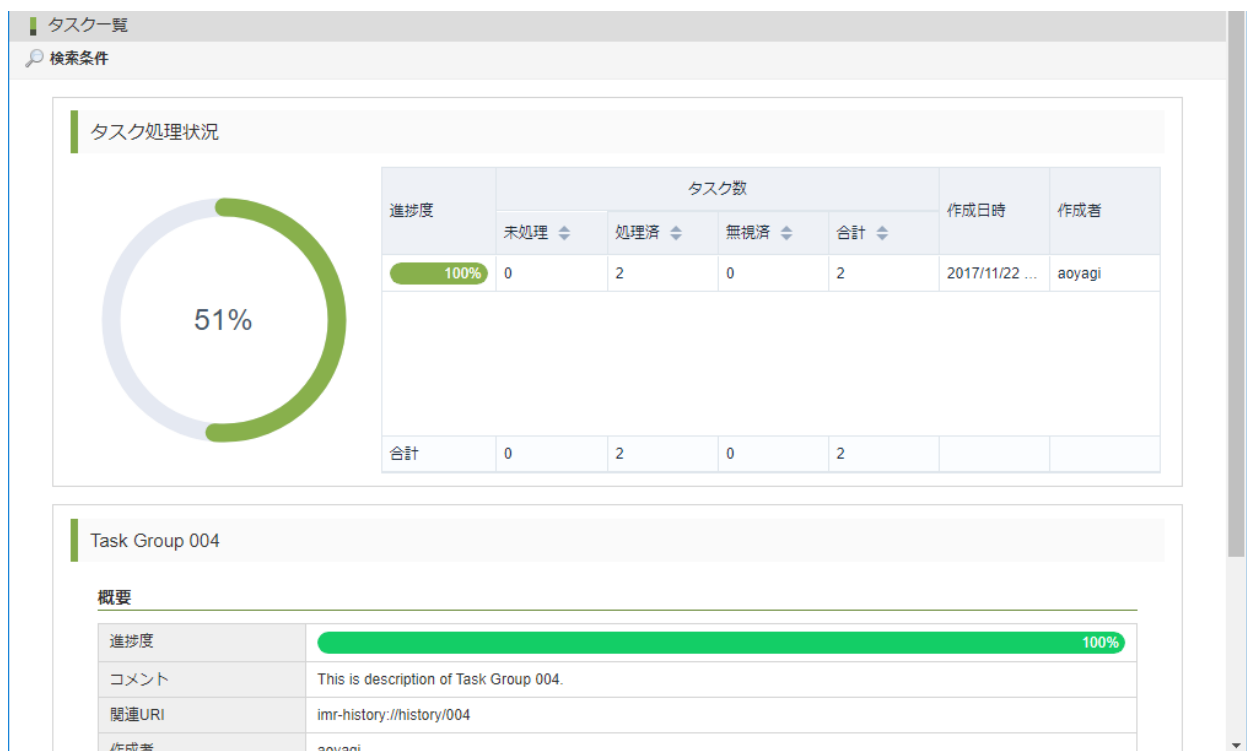 タスク一覧
検索条件
タスク処理状況
51%
進捗度 タスク数 作成日時 作成者
未処理 処理済 無視済 合計
100% 0 2 0 2 2017/11/22 ... aoyagi
合計 0 2 0 2
Task Group 004
概要
進捗度 100%
コメント This is description of Task Group 004.
関連URI imr-history://history/004
作成者 aoyagi